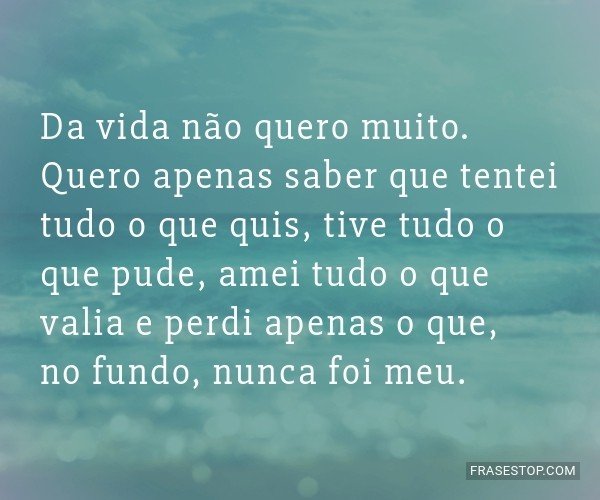 Da vida não quero muito.
Quero apenas saber que tentei
tudo o que quis, tive tudo o
que pude, amei tudo o que
valia e perdi apenas o que,
no fundo, nunca foi meu.
FRASESTOP.COM